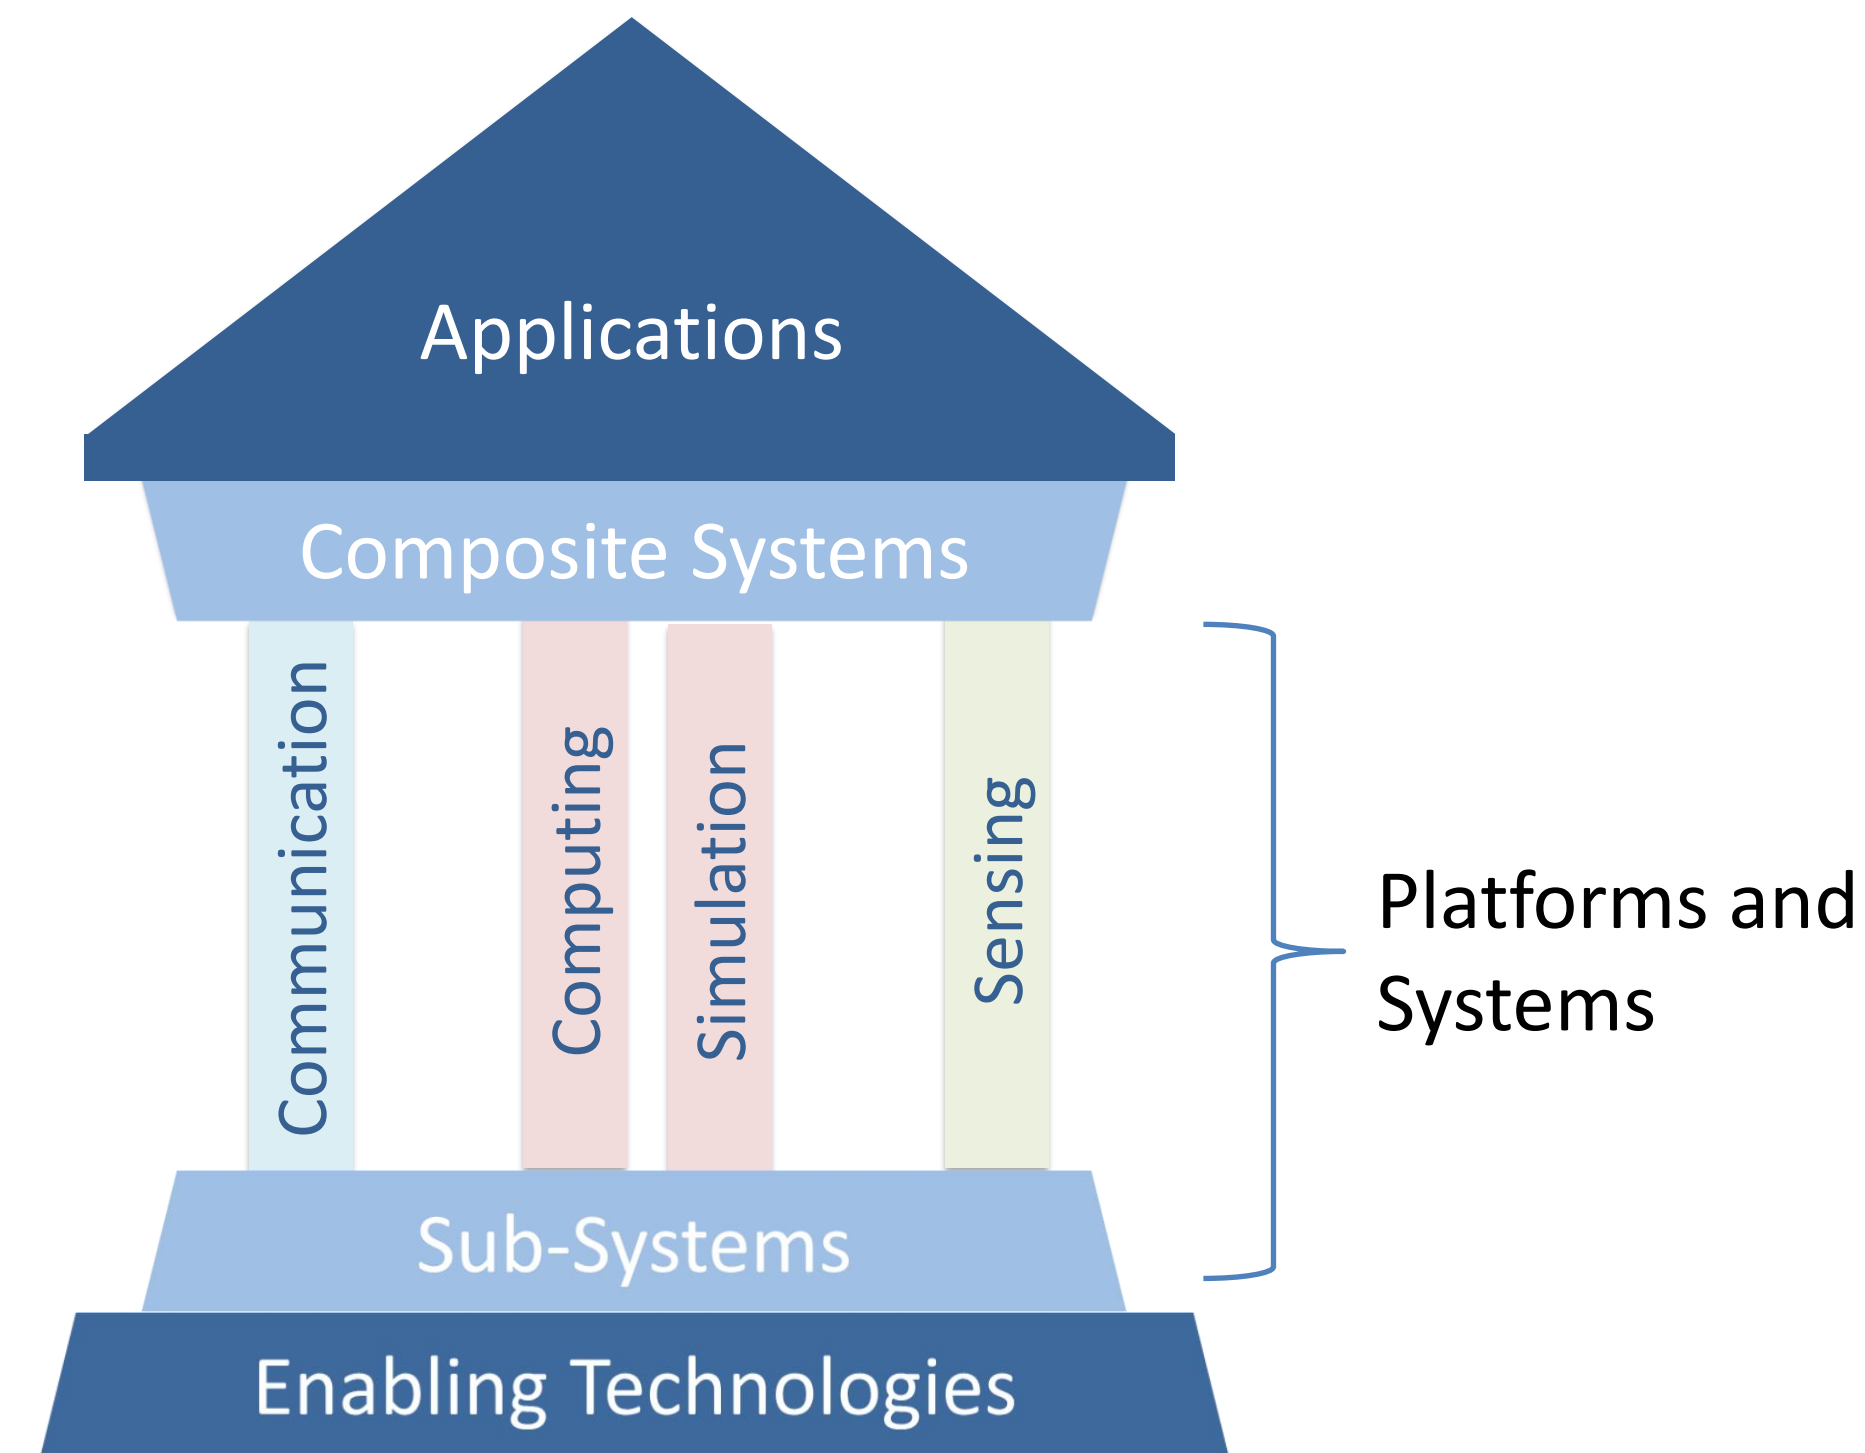 Applications
Composite Systems
Communication
Computing
Simulation
Sensing
Platforms and
Systems
Sub-Systems
Enabling Technologies